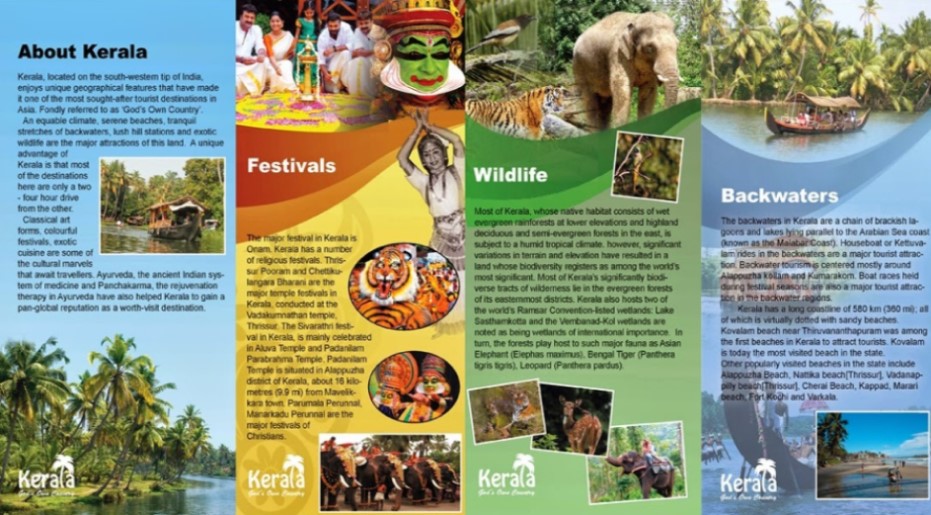 About Kerala
Kerala, located on the south-western tip of India,
enjoys unique geographical features that have made
it one of the most sought-after tourist destinations in
Asia. Fondly referred to as 'God's Own Country'.
An equable climate, serene beaches, tranquil
stretches of backwaters, lush hill stations and exotic
wildlife are the major attractions of this land. A unique
advantage of
Kerala is that most
of the destinations
here are only a two
- four hour drive
from the other.
Classical art
forms, colourful
festivals, exotic
cuisine are some of
the cultural marvels
that await travellers. Ayurveda, the ancient Indian sys-
tem of medicine and Panchakarma, the rejuvenation
therapy in Ayurveda have also helped Kerala to gain a
pan-global reputation as a worth-visit destination.
Kerala
God's Own Country
Festivals
The major festival in Kerala is
Onam. Kerala has a number
of religious festivals. Thris-
sur Pooram and Chettiku-
langara Bharani are the
major temple festivals in
Kerala, conducted at the
Vadakumnathan temple,
Thrissur. The Sivarathri festi-
val in Kerala, is mainly celebrated
in Aluva Temple and Padanilam
Parabrahma Temple. Padanilam
Temple is situated in Alappuzha
district of Kerala, about 16 kilo-
metres (9.9 mi) from Mavelik-
kara town. Parumala Perunnal,
Manarkadu Perunnal are the
major festivals of
Christians.
Kerala
God's Own Country
Wildlife
Most of Kerala, whose native habitat consists of wet
evergreen rainforests at lower elevations and highland
deciduous and semi-evergreen forests in the east, is
subject to a humid tropical climate. however, significant
variations in terrain and elevation have resulted in a
land whose biodiversity registers as among the world's
most significant. Most of Kerala's significantly biodi-
verse tracts of wilderness lie in the evergreen forests
of its easternmost districts. Kerala also hosts two of
the world's Ramsar Convention-listed wetlands: Lake
Sasthamkotta and the Vembanad-Kol wetlands are
noted as being wetlands of international importance. In
turn, the forests play host to such major fauna as Asian
Elephant (Elephas maximus), Bengal Tiger (Panthera
tigris tigris), Leopard (Panthera pardus).
Kerala
God's Own Country
Backwaters
The backwaters in Kerala are a chain of brackish la-
goons and lakes lying parallel to the Arabian Sea coast
(known as the Malabar Coast). Houseboat or Kettuva-
lam rides in the backwaters are a major tourist attrac-
tion. Backwater tourism is centered mostly around
Alappuzha kollam and Kumarakom. Boat races held
during festival seasons are also a major tourist attrac-
tion in the backwater regions.
Kerala has a long coastline of 580 km (360 mi); all
of which is virtually dotted with sandy beaches.
Kovalam beach near Thiruvananthapuram was among
the first beaches in Kerala to attract tourists. Kovalam
is today the most visited beach in the state.
Other popularly visited beaches in the state include
Alappuzha Beach, Nattika beach[Thrissur], Vadanap-
pilly beach[Thrissur], Cherai Beach, Kappad, Marari
beach, Fort Kochi and Varkala.
Kerala
God's Own Country